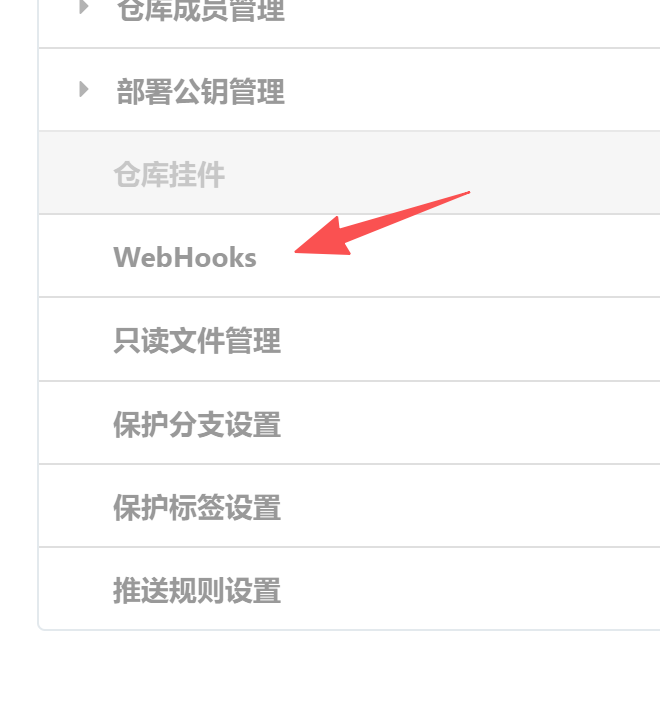 仓库成员管理
部署公钥管理
仓库挂件
WebHooks
只读文件管理
保护分支设置
保护标签设置
推送规则设置